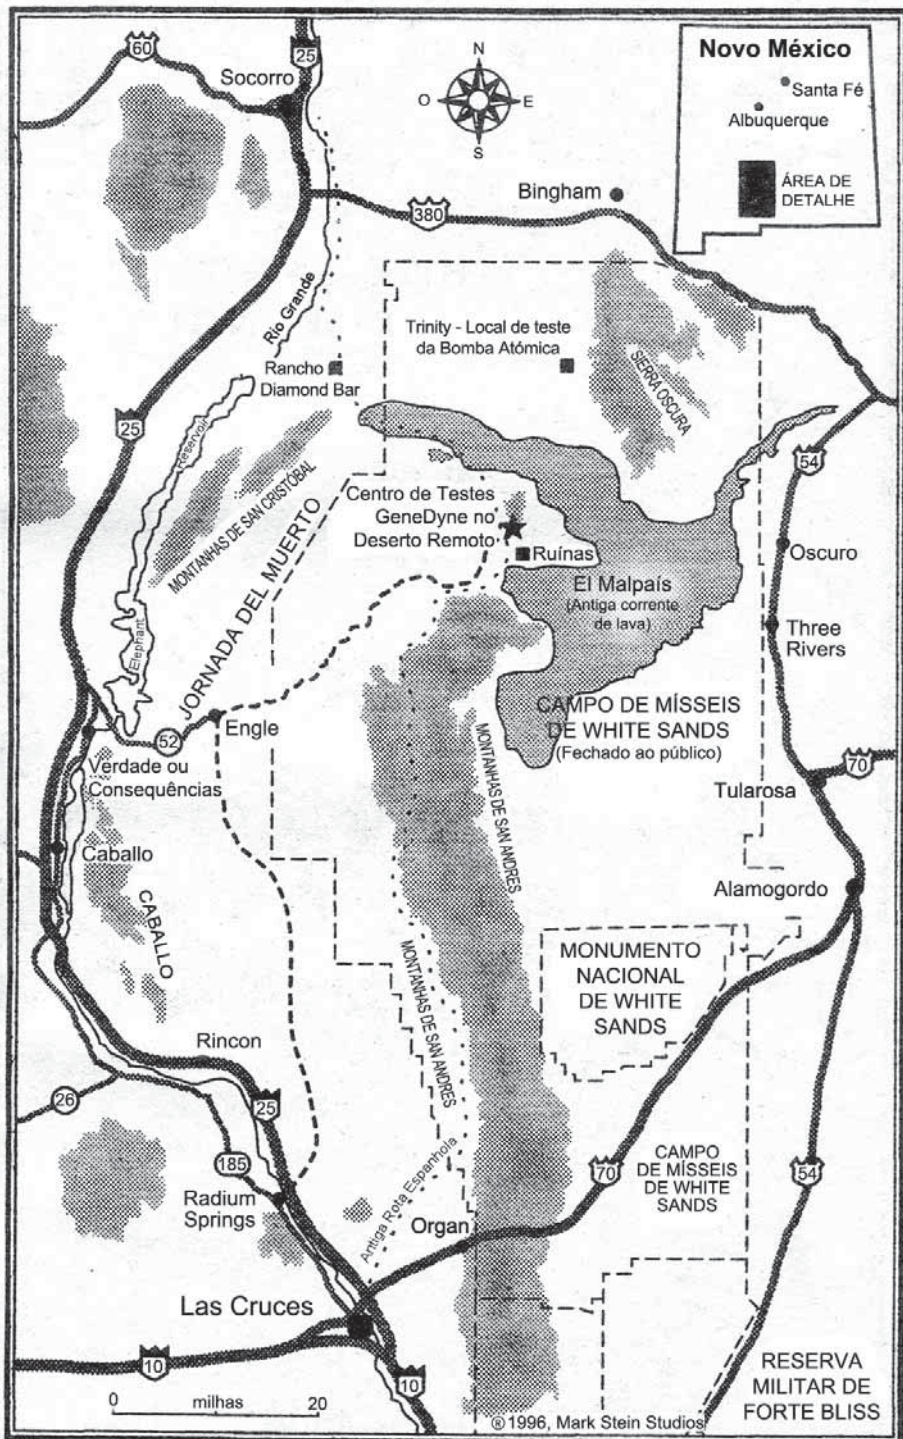 60
25
Socorro
N
O
E
S
Novo México
Santa Fé
Albuquerque
ÁREA DE
DETALHE
Bingham
380
Rio Grande
Trinity - Local de teste
da Bomba Atómica
SIERRA OSCURA
Rancho
Diamond Bar
25
Reservoir
54
MONTANHAS DE SAN CRISTÓBAL
Centro de Testes
GeneDyne no
Deserto Remoto
Ruínas
Oscuro
El Malpaís
(Antiga corrente
de lava)
JORNADA DEL MUERTO
Elephant
Three
Rivers
CAMPO DE MÍSSEIS
DE WHITE SANDS
(Fechado ao público)
52
Engle
Verdade ou
Consequências
MONTANHAS DE SAN ANDRES
70
Tularosa
Caballo
Alamogordo
CABALLO
MONTANHAS DE SAN ANDRES
MONUMENTO
NACIONAL
DE WHITE
SANDS
Rincon
26
25
185
70
CAMPO
DE MÍSSEIS
DE WHITE
SANDS
54
Radium
Springs
Antiga Rota Espanhola
Organ
Las Cruces
10
10
RESERVA
MILITAR DE
FORTE BLISS
0
milhas
20
® 1996, Mark Stein Studios